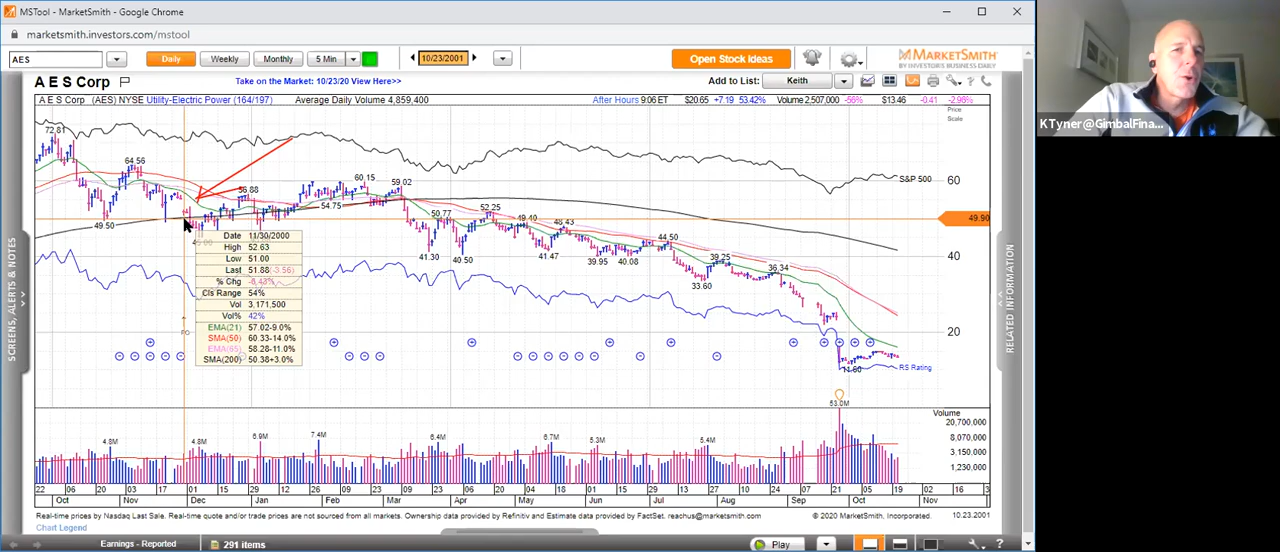 MSTool - MarketSmith - Google Chrome
marketsmith.investors.com/mstool
AES Daily Weekly Monthly 5 Min 10/23/2001 Open Stock Ideas MARKETSMITH
BY INVESTOR'S BUSINESS DAILY
A E S Corp Take on the Market: 10/23/20 View Here>> Add to List: Keith
A E S Corp (AES) NYSE Utility-Electric Power (164/197) Average Daily Volume 4,859,400 After Hours 9:06 ET $20.65 +7.19 53.42% Volume 2,507,000 -56% $13.46 -0.41 -2.96%
Price
Scale
KTyner@GimbalFina...
72.81
64.56
49.50
56.88
54.75
60.15
59.02
41.30
50.77
40.50
52.25
49.40
41.47
48.43
39.95
40.08
44.50
33.60
39.25
36.34
11.60
S&P 500
60
49.90
40
20
RS Rating
Date 11/30/2000
High 52.63
Low 51.00
Last 51.88(-3.56)
% Chg -6.43%
Cls Range 54%
Vol 3,171,500
Vol% 42%
EMA(21) 57.02-9.0%
SMA(50) 60.33-14.0%
EMA(65) 58.28-11.0%
SMA(200) 50.38+3.0%
SCREENS, ALERTS & NOTES
RELATED INFORMATION
53.0M
Volume
20,700,000
8,070,000
3,150,000
1,230,000
4.8M 4.8M 6.9M 7.4M 6.4M 6.7M 5.3M 5.4M
22 06 20 03 17 01 15 29 12 26 09 23 09 23 06 20 04 18 01 15 29 13 27 10 24 07 21 05 19 02 16 3
Oct Nov Dec Jan Feb Mar Apr May Jun Jul Aug Sep Oct Nov
Real-time prices by Nasdaq Last Sale. Real-time quote and/or trade prices are not sourced from all markets. Ownership data provided by Refinitiv and Estimate data provided by FactSet. reachus@marketsmith.com © 2020 MarketSmith, Incorporated. 10.23.2001
Chart Legend
Earnings - Reported 291 items Play